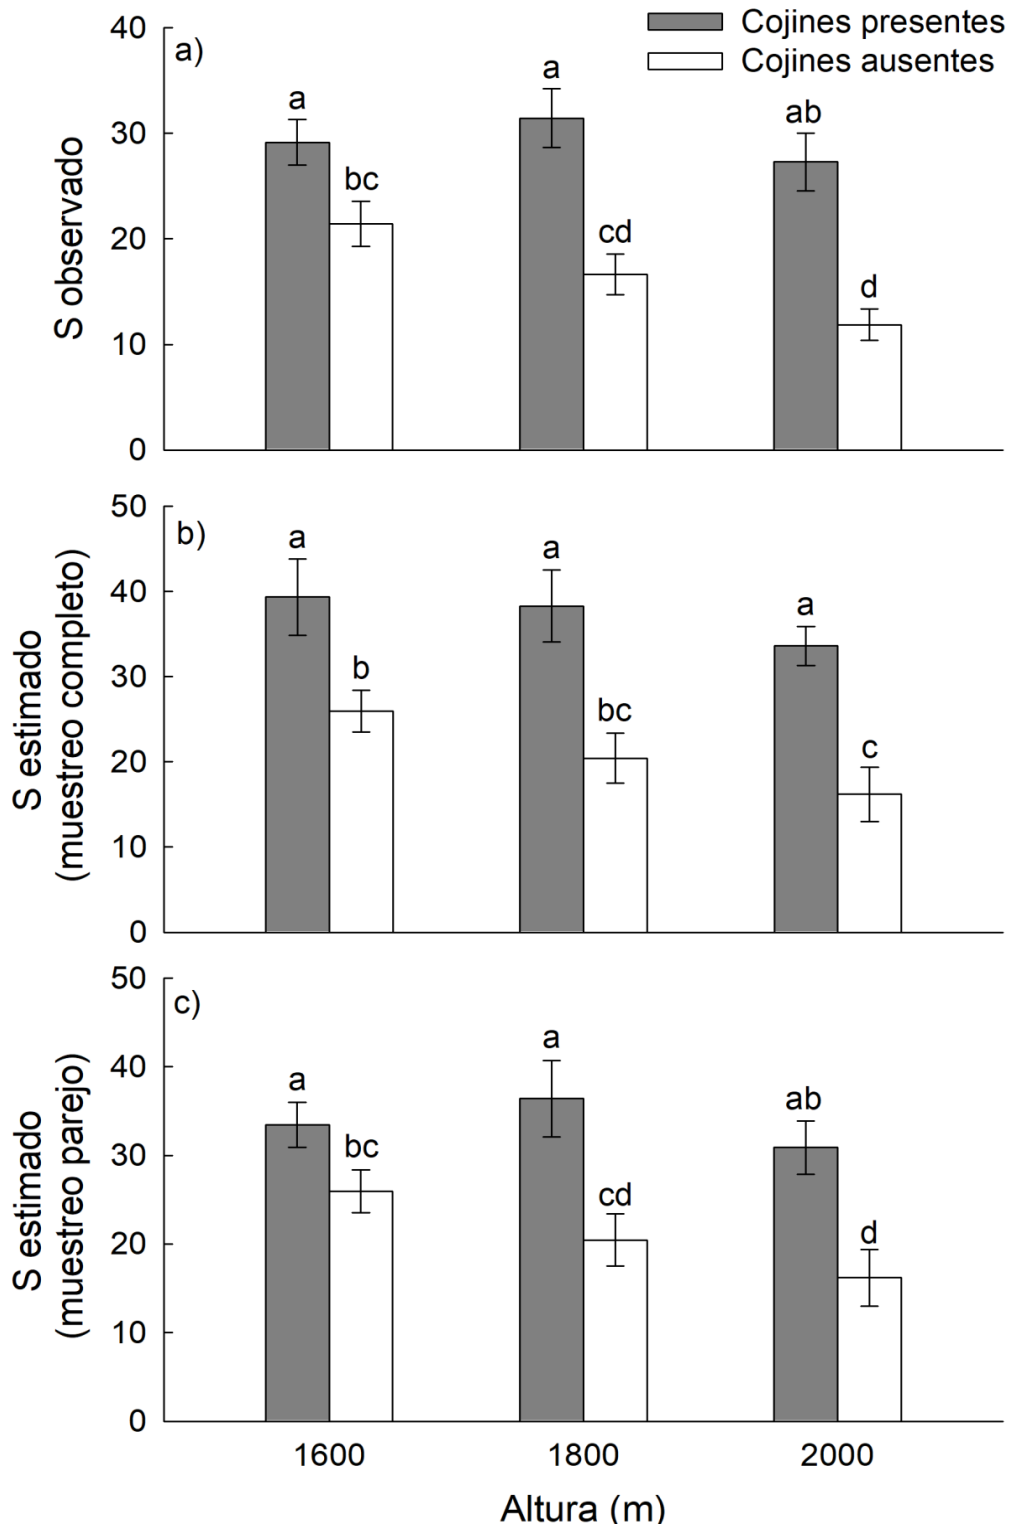 Cojines presentes
Cojines ausentes
a)
S observado
40
30
20
10
0
a
bc
a
cd
ab
d
b)
S estimado
(muestreo completo)
50
40
30
20
10
0
a
b
a
bc
a
c
c)
S estimado
(muestreo parejo)
50
40
30
20
10
0
a
bc
a
cd
ab
d
1600 1800 2000
Altura (m)